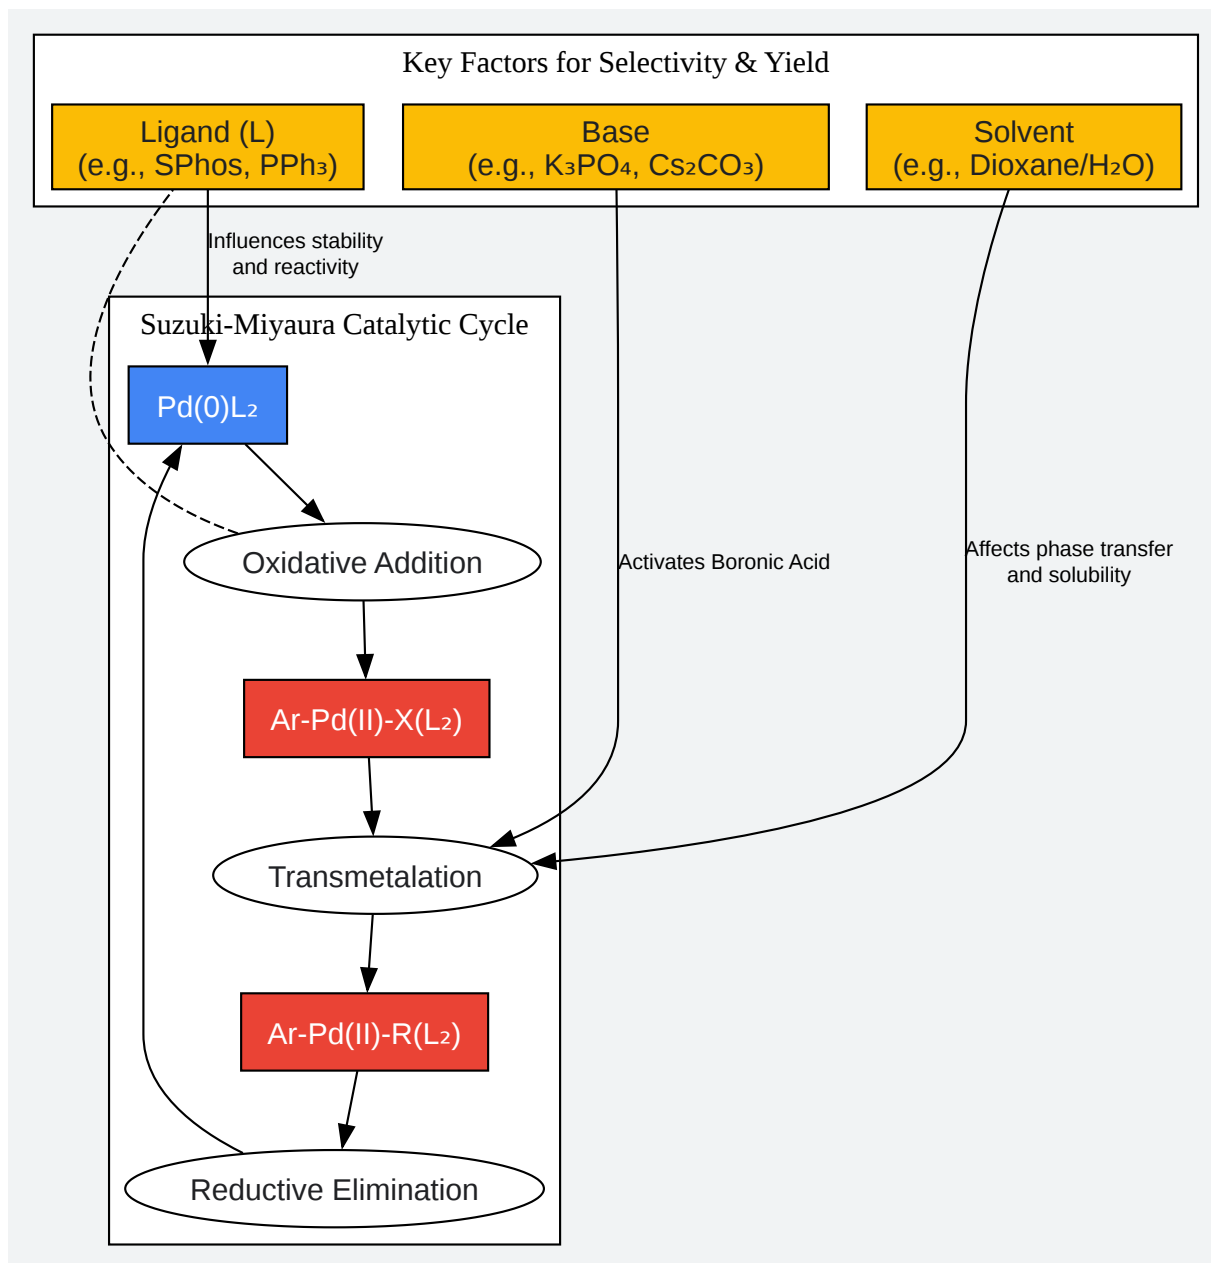 Key Factors for Selectivity & Yield
Ligand (L)
(e.g., SPhos, PPh₃)
Base
(e.g., K₃PO₄, Cs₂CO₃)
Solvent
(e.g., Dioxane/H₂O)
Influences stability
and reactivity
Suzuki-Miyaura Catalytic Cycle
Pd(0)L₂
Oxidative Addition
Activates Boronic Acid
Affects phase transfer
and solubility
Ar-Pd(II)-X(L₂)
Transmetalation
Ar-Pd(II)-R(L₂)
Reductive Elimination